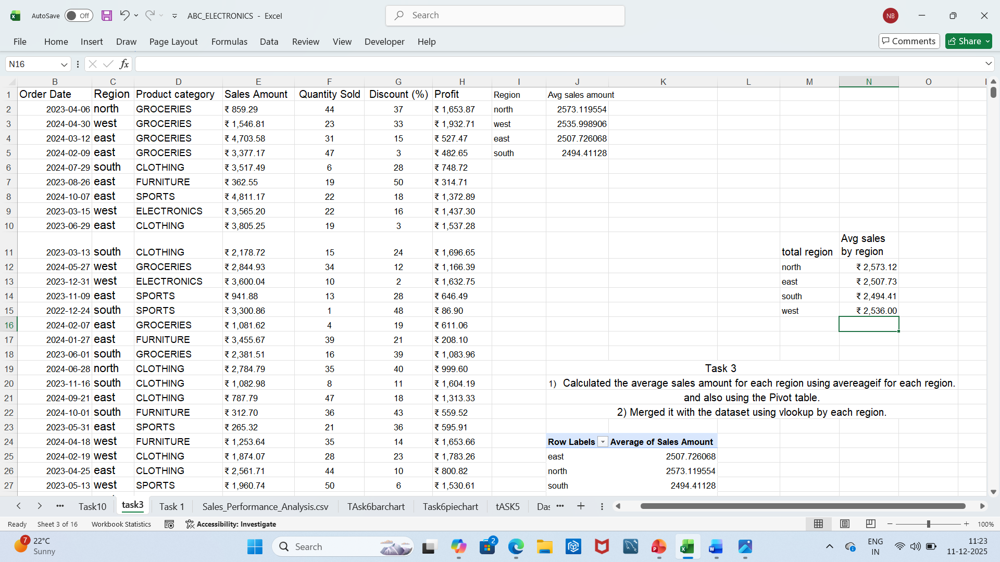 AutoSave Off ABC_ELECTRONICS - Excel Search NB
File Home Insert Draw Page Layout Formulas Data Review View Developer Help Comments Share
N16 fx
B C D E F G H I J K L M N O
1 Order Date Region Product category Sales Amount Quantity Sold Discount (%) Profit Region Avg sales amount
2 2023-04-06 north GROCERIES ₹ 859.29 44 37 ₹ 1,653.87 north 2573.119554
3 2024-04-30 west GROCERIES ₹ 1,546.81 23 33 ₹ 1,932.71 west 2535.998906
4 2024-03-12 east GROCERIES ₹ 4,703.58 31 15 ₹ 527.47 east 2507.726068
5 2024-02-09 east GROCERIES ₹ 3,377.17 47 3 ₹ 482.65 south 2494.41128
6 2024-07-29 south CLOTHING ₹ 3,517.49 6 28 ₹ 748.72
7 2023-08-26 east FURNITURE ₹ 362.55 19 50 ₹ 314.71
8 2024-10-07 east SPORTS ₹ 4,811.17 22 18 ₹ 1,372.89
9 2023-03-15 west ELECTRONICS ₹ 3,565.20 22 16 ₹ 1,437.30
10 2023-06-29 east CLOTHING ₹ 3,805.25 19 3 ₹ 1,537.28
Avg sales
11 2023-03-13 south CLOTHING ₹ 2,178.72 15 24 ₹ 1,696.65 total region by region
12 2024-05-27 west GROCERIES ₹ 2,844.93 34 12 ₹ 1,166.39 north ₹ 2,573.12
13 2023-12-31 west ELECTRONICS ₹ 3,600.04 10 2 ₹ 1,632.75 east ₹ 2,507.73
14 2023-11-09 east SPORTS ₹ 941.88 13 28 ₹ 646.49 south ₹ 2,494.41
15 2022-12-24 south SPORTS ₹ 3,300.86 1 48 ₹ 86.90 west ₹ 2,536.00
16 2024-02-07 east GROCERIES ₹ 1,081.62 4 19 ₹ 611.06
17 2024-01-27 east FURNITURE ₹ 3,455.67 39 21 ₹ 208.10
18 2023-06-01 south GROCERIES ₹ 2,381.51 16 39 ₹ 1,083.96
19 2024-06-28 north CLOTHING ₹ 2,784.79 35 40 ₹ 999.60 Task 3
20 2023-11-16 south CLOTHING ₹ 1,082.98 8 11 ₹ 1,604.19 1) Calculated the average sales amount for each region using avereageif for each region.
21 2024-09-21 east CLOTHING ₹ 787.79 47 18 ₹ 1,313.33 and also using the Pivot table.
22 2024-10-01 south FURNITURE ₹ 312.70 36 43 ₹ 559.52 2) Merged it with the dataset using vlookup by each region.
23 2023-05-31 east SPORTS ₹ 265.32 21 36 ₹ 595.91
24 2024-04-18 west FURNITURE ₹ 1,253.64 35 14 ₹ 1,653.66 Row Labels Average of Sales Amount
25 2024-02-19 west CLOTHING ₹ 1,874.07 28 23 ₹ 1,783.26 east 2507.726068
26 2023-04-25 east CLOTHING ₹ 2,561.71 44 10 ₹ 800.82 north 2573.119554
27 2023-05-13 west SPORTS ₹ 1,960.74 50 6 ₹ 1,530.61 south 2494.41128
Task10 task3 Task 1 Sales_Performance_Analysis.csv TAsk6barchart Task6piechart tASK5 Das
Ready Sheet 3 of 16 Workbook Statistics Accessibility: Investigate 100%
7 22°C Search 2 ENG 11:23
Sunny IN 11-12-2025